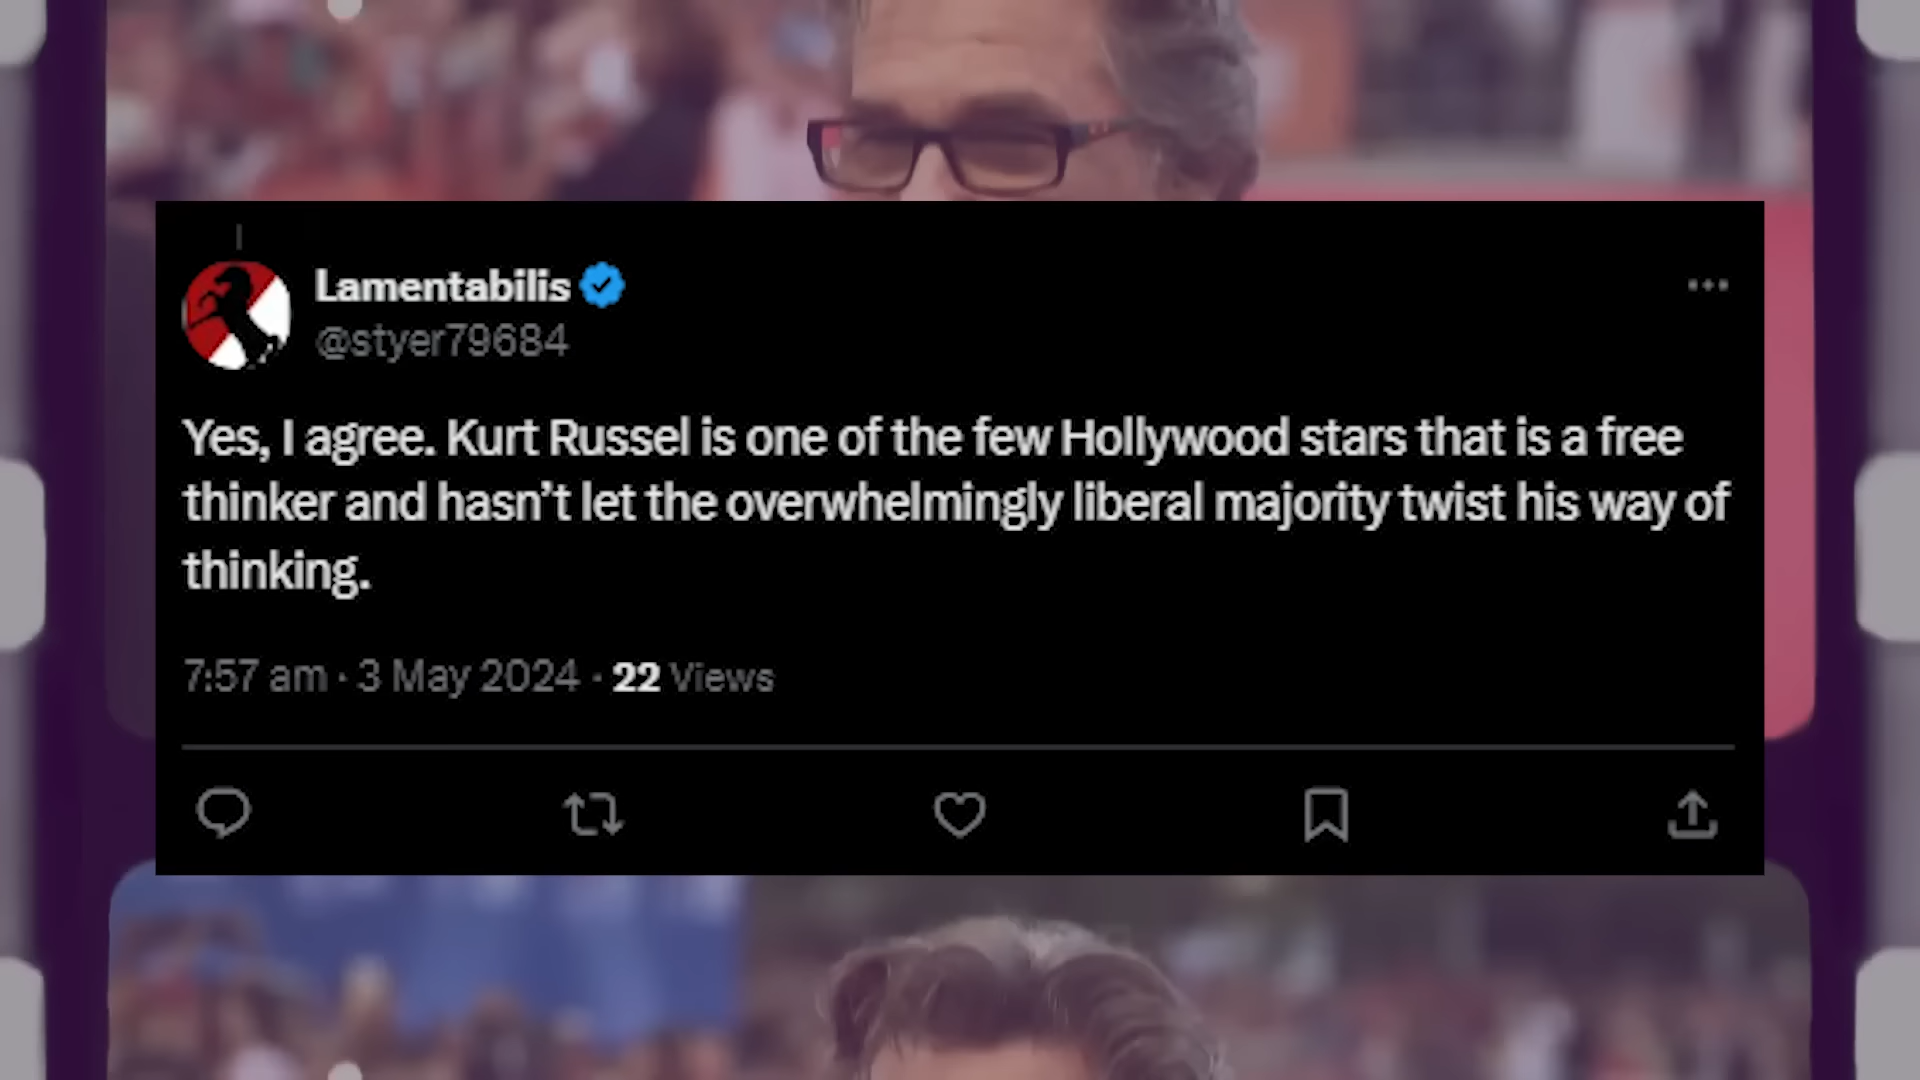 Lamentabilis
@styer79684
Yes, I agree. Kurt Russel is one of the few Hollywood stars that is a free
thinker and hasn’t let the overwhelmingly liberal majority twist his way of
thinking.
7:57 am · 3 May 2024 · 22 Views